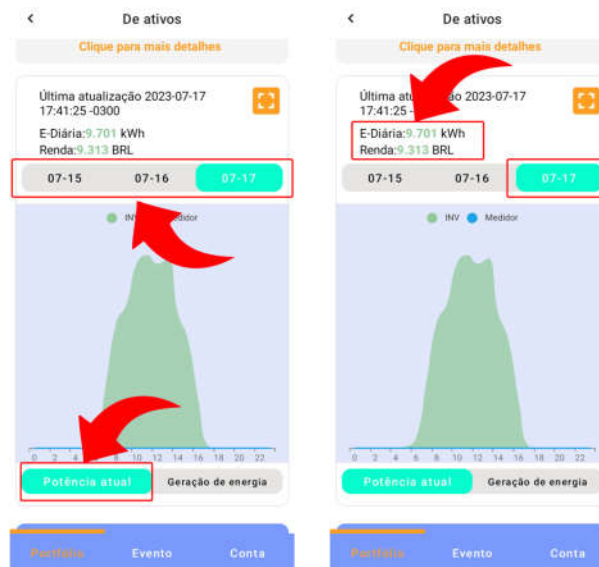 De ativos
Clique para mais detalhes
Última atualização 2023-07-17
17:41:25 -0300
E-Diária:9.701 kWh
Renda:9.313 BRL
07-15 07-16 07-17
INV Medidor
0 2 4 8 10 12 14 16 18 20 22
Potência atual Geração de energia
Portfólio Evento Conta
De ativos
Clique para mais detalhes
Última 2023-07-17
17:41:25
E-Diária:9.701 kWh
Renda:9.313 BRL
07-15 07-16 07-17
INV Medidor
0 2 4 6 8 10 12 14 16 18 20 22
Potência atual Geração de energia
Portfólio Evento Conta